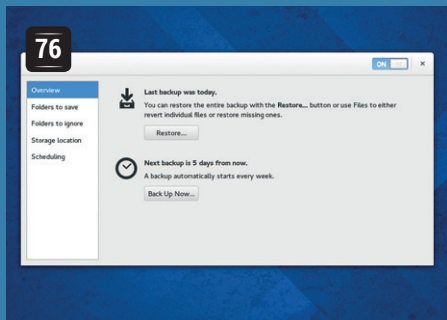 76
ON
×
Overview
Folders to save
Folders to ignore
Storage location
Scheduling
Last backup was today.
You can restore the entire backup with the Restore... button or use Files to either
revert individual files or restore missing ones.
Restore...
Next backup is 5 days from now.
A backup automatically starts every week.
Back Up Now...